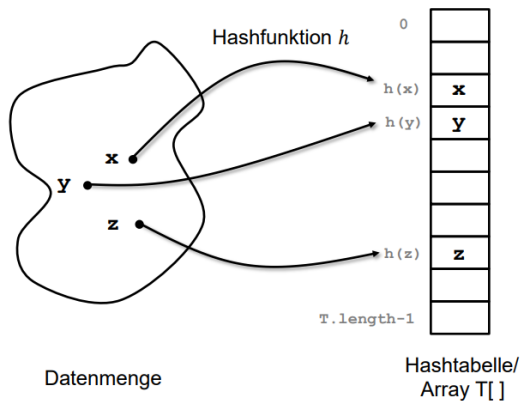 Hashfunktion h
0
h(x) x
h(y) y
x
y
z
h(z) z
T.length-1
Datenmenge
Hashtabelle/
Array T[ ]